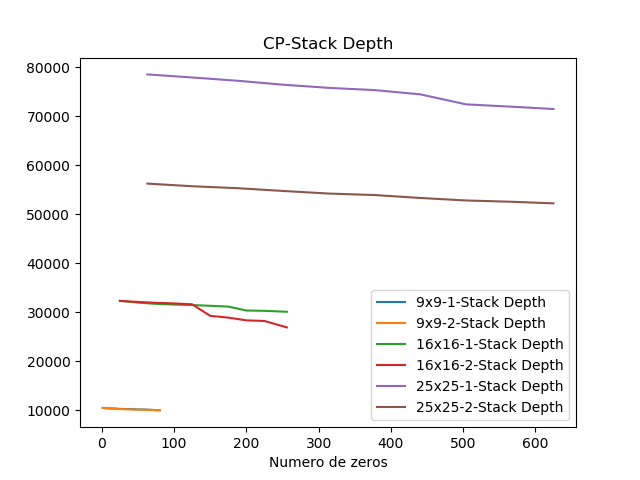 CP-Stack Depth
80000
70000
60000
50000
40000
30000
20000
10000
9x9-1-Stack Depth
9x9-2-Stack Depth
16x16-1-Stack Depth
16x16-2-Stack Depth
25x25-1-Stack Depth
25x25-2-Stack Depth
0 100 200 300 400 500 600
Numero de zeros